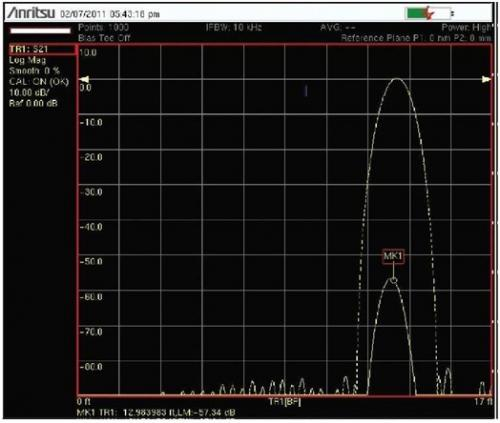 Anritsu 02/07/2011 05:43:18 pm
Points: 1000 IFBW: 10 kHz AVG: -- Power: High
Bias Tee Off Reference Plane P1: 0 mm P2: 0 mm
TR1: S21
Log Mag
Smooth: 0 %
CAL: ON (OK)
10.00 dB/
Ref 0.00 dB
10.0
0.0
-10.0
-20.0
-30.0
-40.0
-50.0
MK1
-60.0
-70.0
-80.0
0 ft TR1[BP] 17 ft
MK1 TR1: 12.983983 ft,LM:-57.34 dB